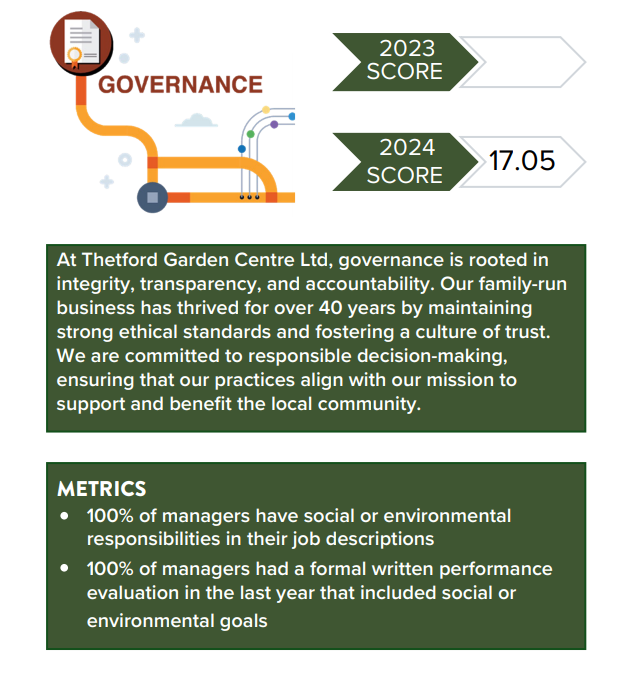 GOVERNANCE
2023
SCORE
2024
SCORE
17.05
At Thetford Garden Centre Ltd, governance is rooted in
integrity, transparency, and accountability. Our family-run
business has thrived for over 40 years by maintaining
strong ethical standards and fostering a culture of trust.
We are committed to responsible decision-making,
ensuring that our practices align with our mission to
support and benefit the local community.
METRICS
• 100% of managers have social or environmental
responsibilities in their job descriptions
• 100% of managers had a formal written performance
evaluation in the last year that included social or
environmental goals